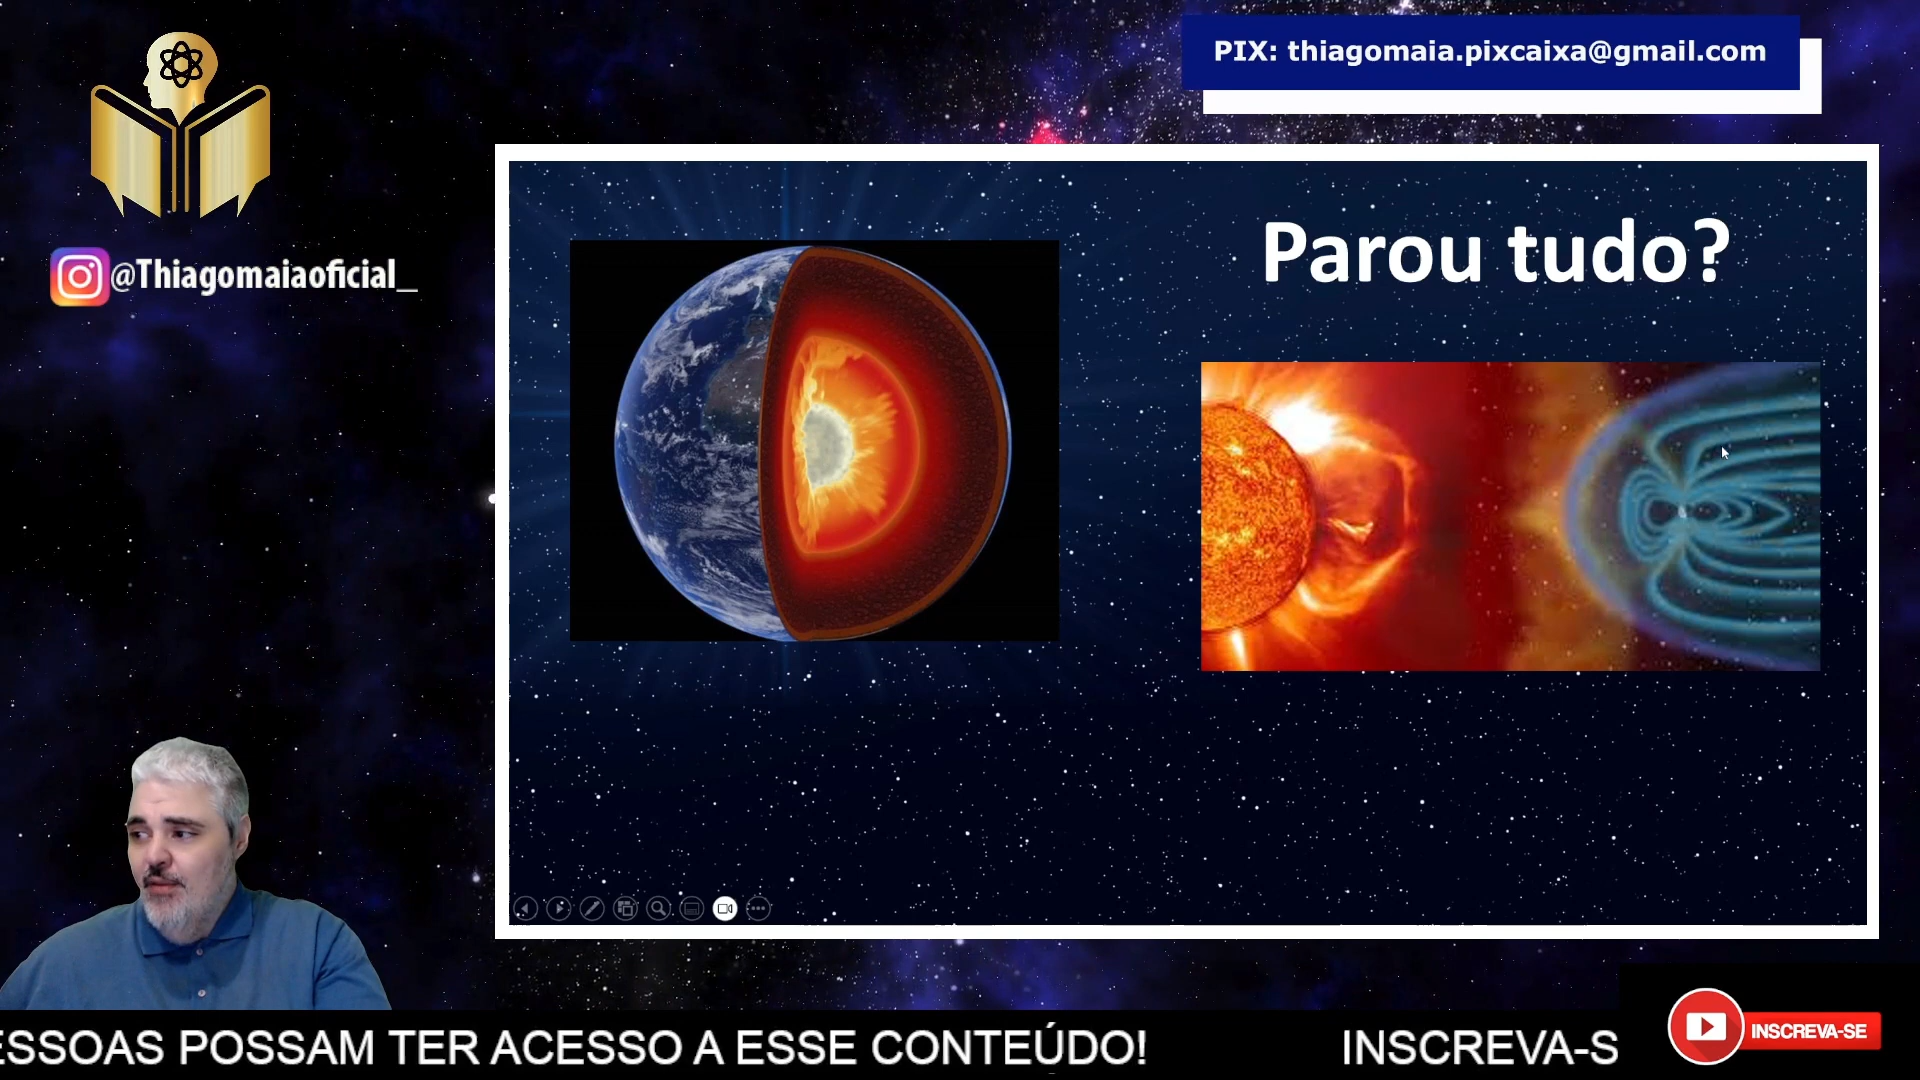 PIX: thiagomaia.pixcaixa@gmail.com
@Thiagomaiaoficial_
Parou tudo?
ESSOAS POSSAM TER ACESSO A ESSE CONTEÚDO! INSCREVA-S
INSCREVA-SE